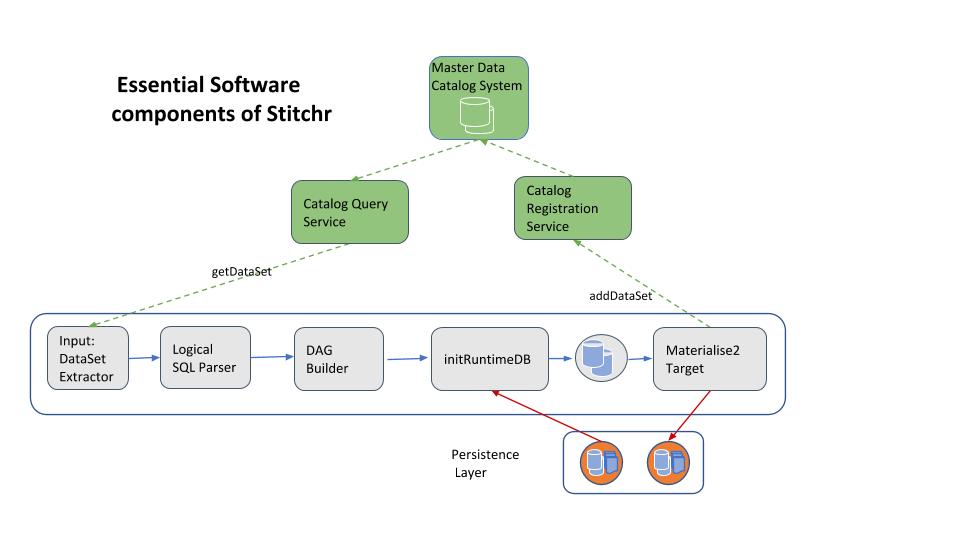 Essential Software
components of Stitchr
Master Data
Catalog System
Catalog Query
Service
Catalog
Registration
Service
getDataSet
addDataSet
Input:
DataSet
Extractor
Logical
SQL Parser
DAG
Builder
initRuntimeDB
Materialise2
Target
Persistence
Layer